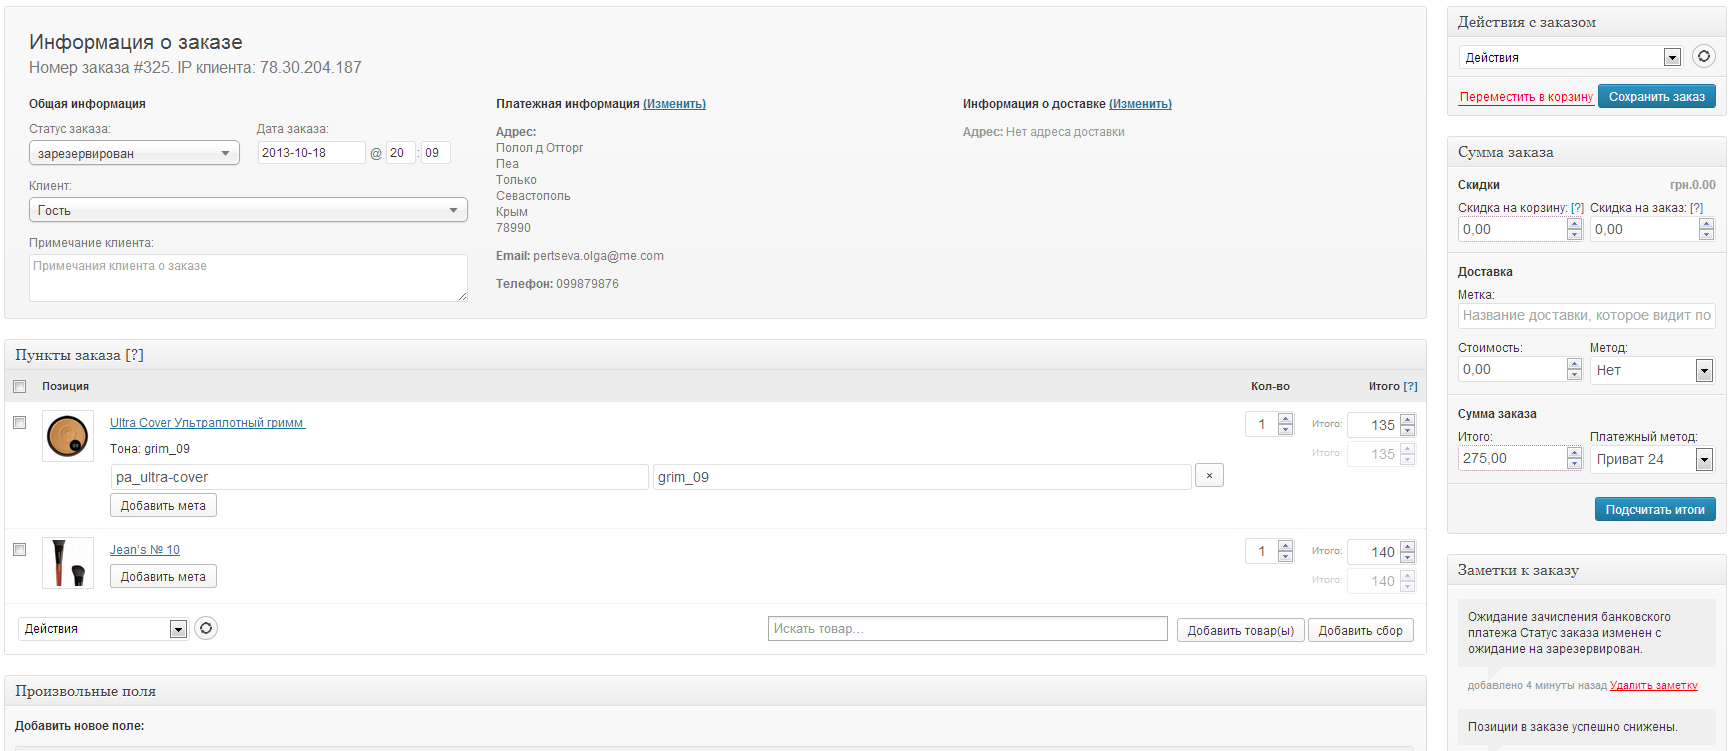 Информация о заказе
Номер заказа #325. IP клиента: 78.30.204.187
Общая информация
Статус заказа:
Дата заказа:
зарезервирован
2013-10-18 @ 20 : 09
Клиент:
Гость
Примечание клиента:
Примечания клиента о заказе
Платежная информация (Изменить)
Адрес:
Полол д Отторг
Пеа
Только
Севастополь
Крым
78990
Email: pertseva.olga@me.com
Телефон: 099879876
Информация о доставке (Изменить)
Адрес: Нет адреса доставки
Пункты заказа [?]
Позиция Кол-во Итого [?]
09
Ultra Cover Ультраплотный гримм
1 Итого: 135
Тона: grim_09
Итого: 135
pa_ultra-cover grim_09 ×
Добавить мета
Jean's № 10
1 Итого: 140
Добавить мета
Итого: 140
Действия
Искать товар...
Добавить товар(ы) Добавить сбор
Произвольные поля
Добавить новое поле:
Действия с заказом
Действия
Переместить в корзину Сохранить заказ
Сумма заказа
Скидки грн.0.00
Скидка на корзину: [?] Скидка на заказ: [?]
0,00 0,00
Доставка
Метка:
Название доставки, которое видит по
Стоимость: Метод:
0,00 Нет
Сумма заказа
Итого: Платежный метод:
275,00 Приват 24
Подсчитать итоги
Заметки к заказу
Ожидание зачисления банковского
платежа Статус заказа изменен с
ожидание на зарезервирован.
добавлено 4 минуты назад Удалить заметку
Позиции в заказе успешно снижены.